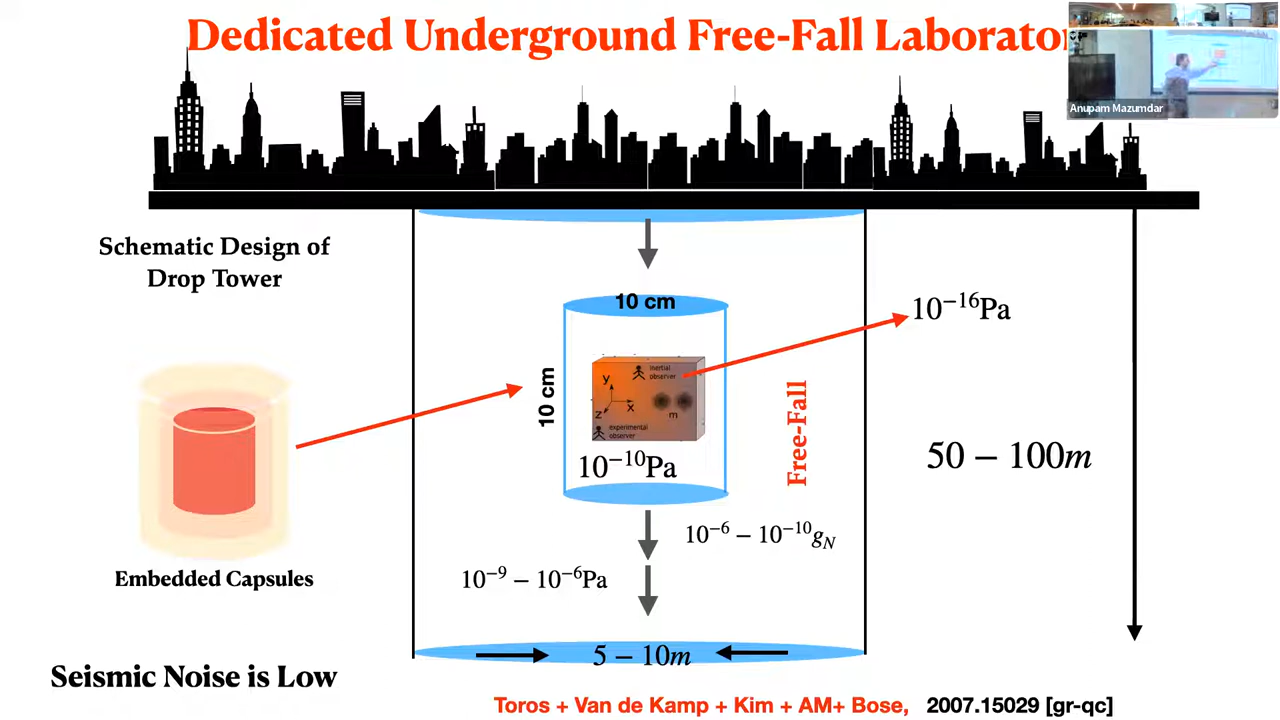 Dedicated Underground Free-Fall Laborator
Anupam Mazumdar
Schematic Design of
Drop Tower
10 cm
10⁻¹⁶Pa
inertial
observer
y
x
z
m
experimental
observer
10 cm
10⁻¹⁰Pa
Free-Fall
50 – 100m
10⁻⁶ – 10⁻¹⁰g_N
10⁻⁹ – 10⁻⁶Pa
Embedded Capsules
5 – 10m
Seismic Noise is Low
Toros + Van de Kamp + Kim + AM+ Bose, 2007.15029 [gr-qc]